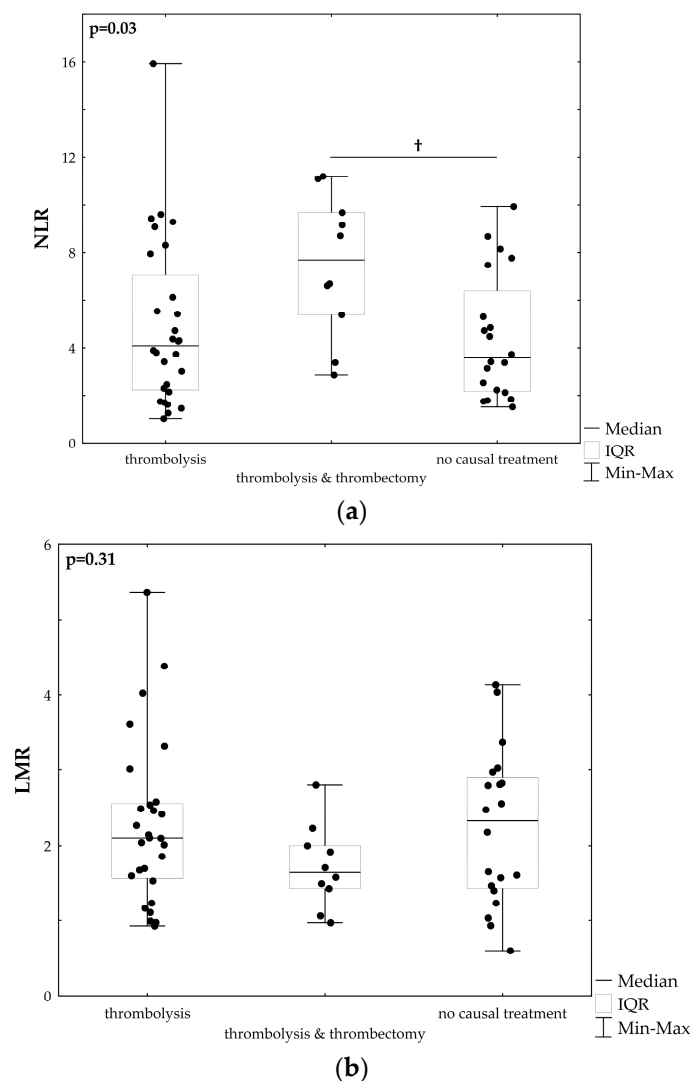 p=0.03
16
†
12
NLR
8
4
0
Median
thrombolysis
no causal treatment
IQR
thrombolysis & thrombectomy
Min-Max
(a)
6
p=0.31
4
LMR
2
0
Median
thrombolysis
no causal treatment
IQR
thrombolysis & thrombectomy
Min-Max
(b)